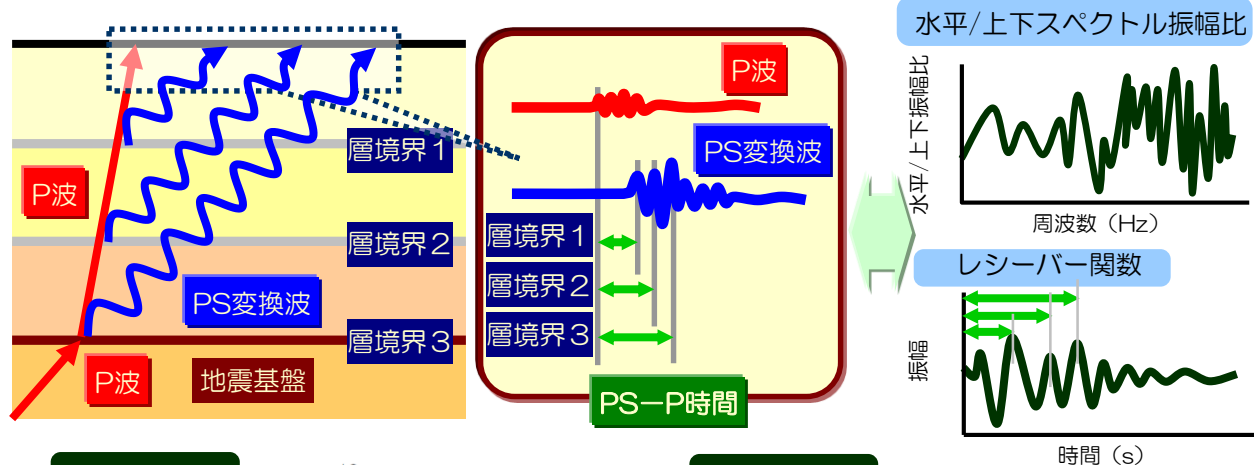 P波
P波
PS変換波
地震基盤
層境界1
層境界2
層境界3
P波
PS変換波
層境界1
層境界2
層境界3
PS－P時間
水平/上下スペクトル振幅比
水平/上下振幅比
周波数（Hz）
レシーバー関数
振幅
時間（s）